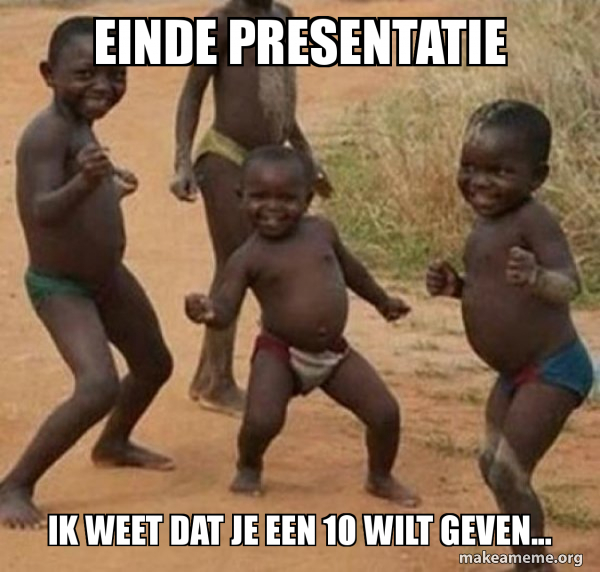 EINDE PRESENTATIE
IK WEET DAT JE EEN 10 WILT GEVEN...
makeameme.org